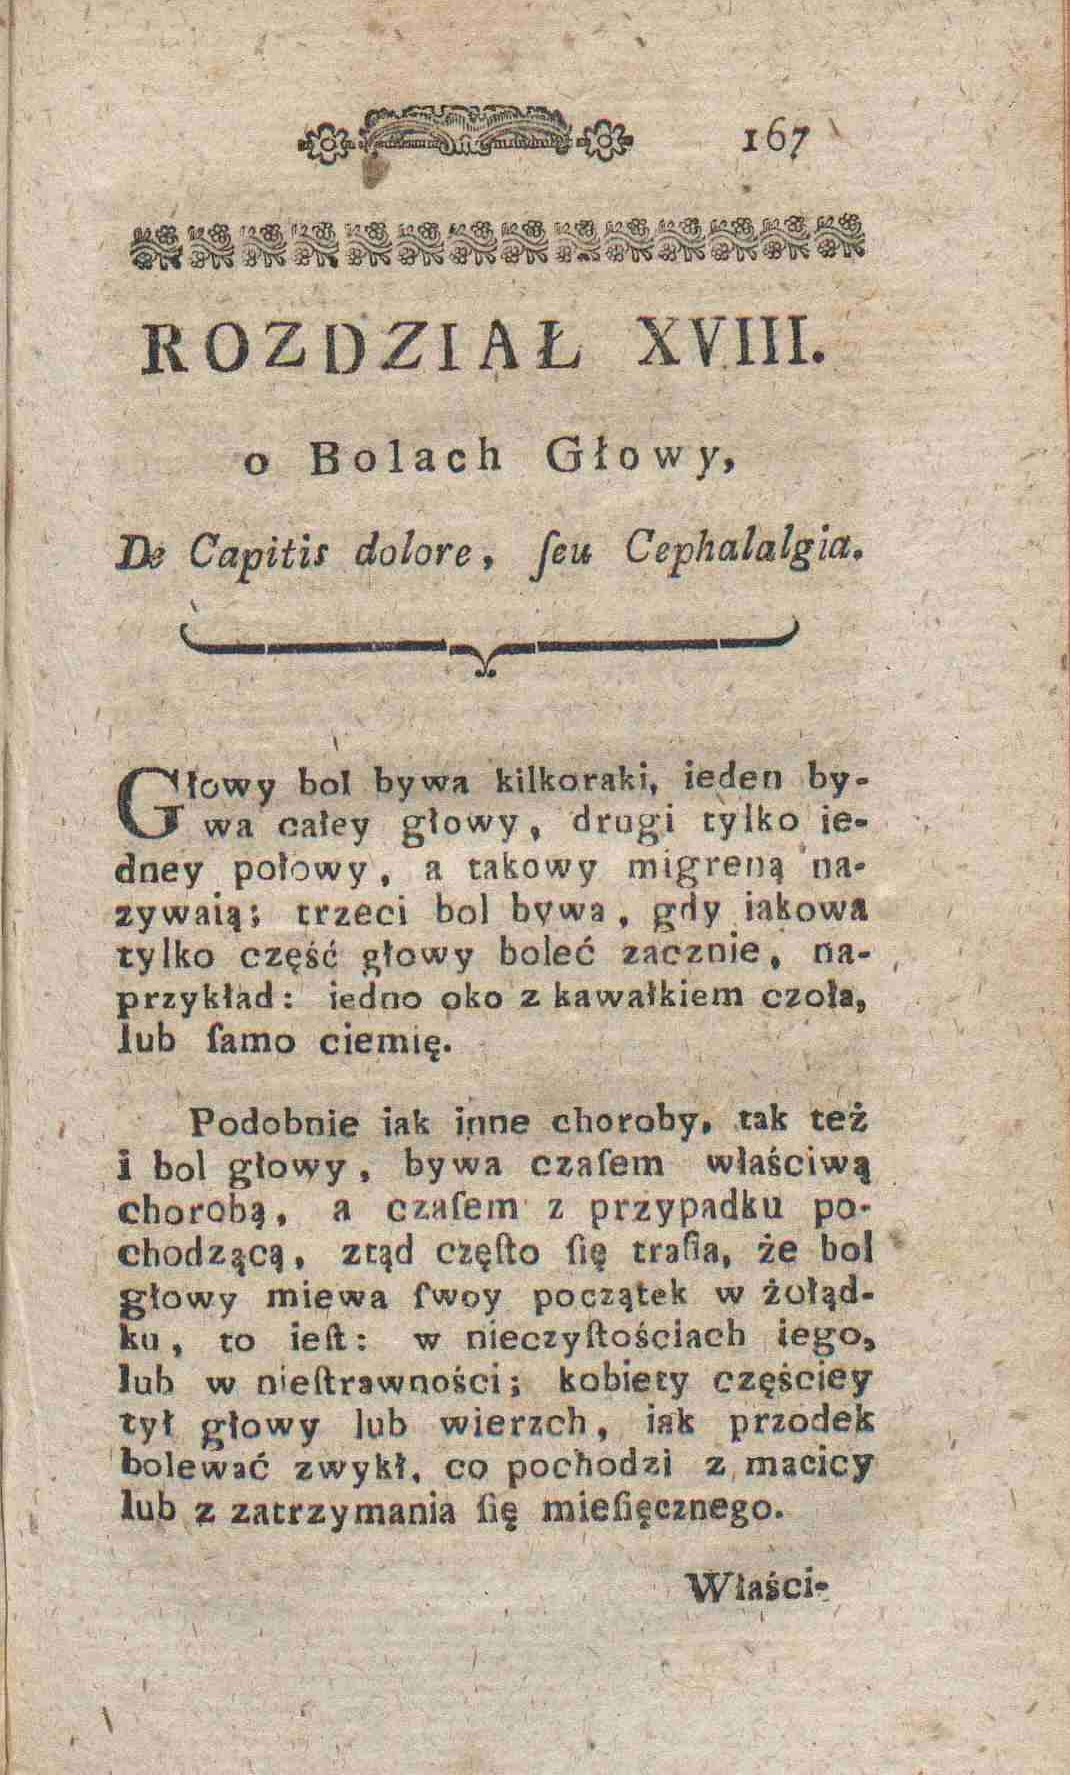 167
ROZDZIAŁ XVIII.
o Bolach Głowy,
De Capitis dolore, ſeu Cephalalgia.
Głowy bol bywa kilkoraki, ieden by-
wa całey głowy, drugi tylko ie-
dney połowy, a takowy migreną na-
zywaią; trzeci bol bywa, gdy iakowa
tylko część głowy boleć zacznie, na-
przykład: iedno oko z kawałkiem czoła,
lub ſamo ciemię.
Podobnie iak inne choroby, tak też
i bol głowy, bywa czaſem właściwą
chorobą, a czaſem z przypadku po-
chodzącą, ztąd częſto ſię trafia, że bol
głowy miewa ſwoy początek w żołąd-
ku, to ieſt: w nieczyſtościach iego,
lub w nieſtrawności; kobiety częściey
tył głowy lub wierzch, iak przodek
bolewać zwykł, co pochodzi z macicy
lub z zatrzymania ſię mieſięcznego.
Właści-